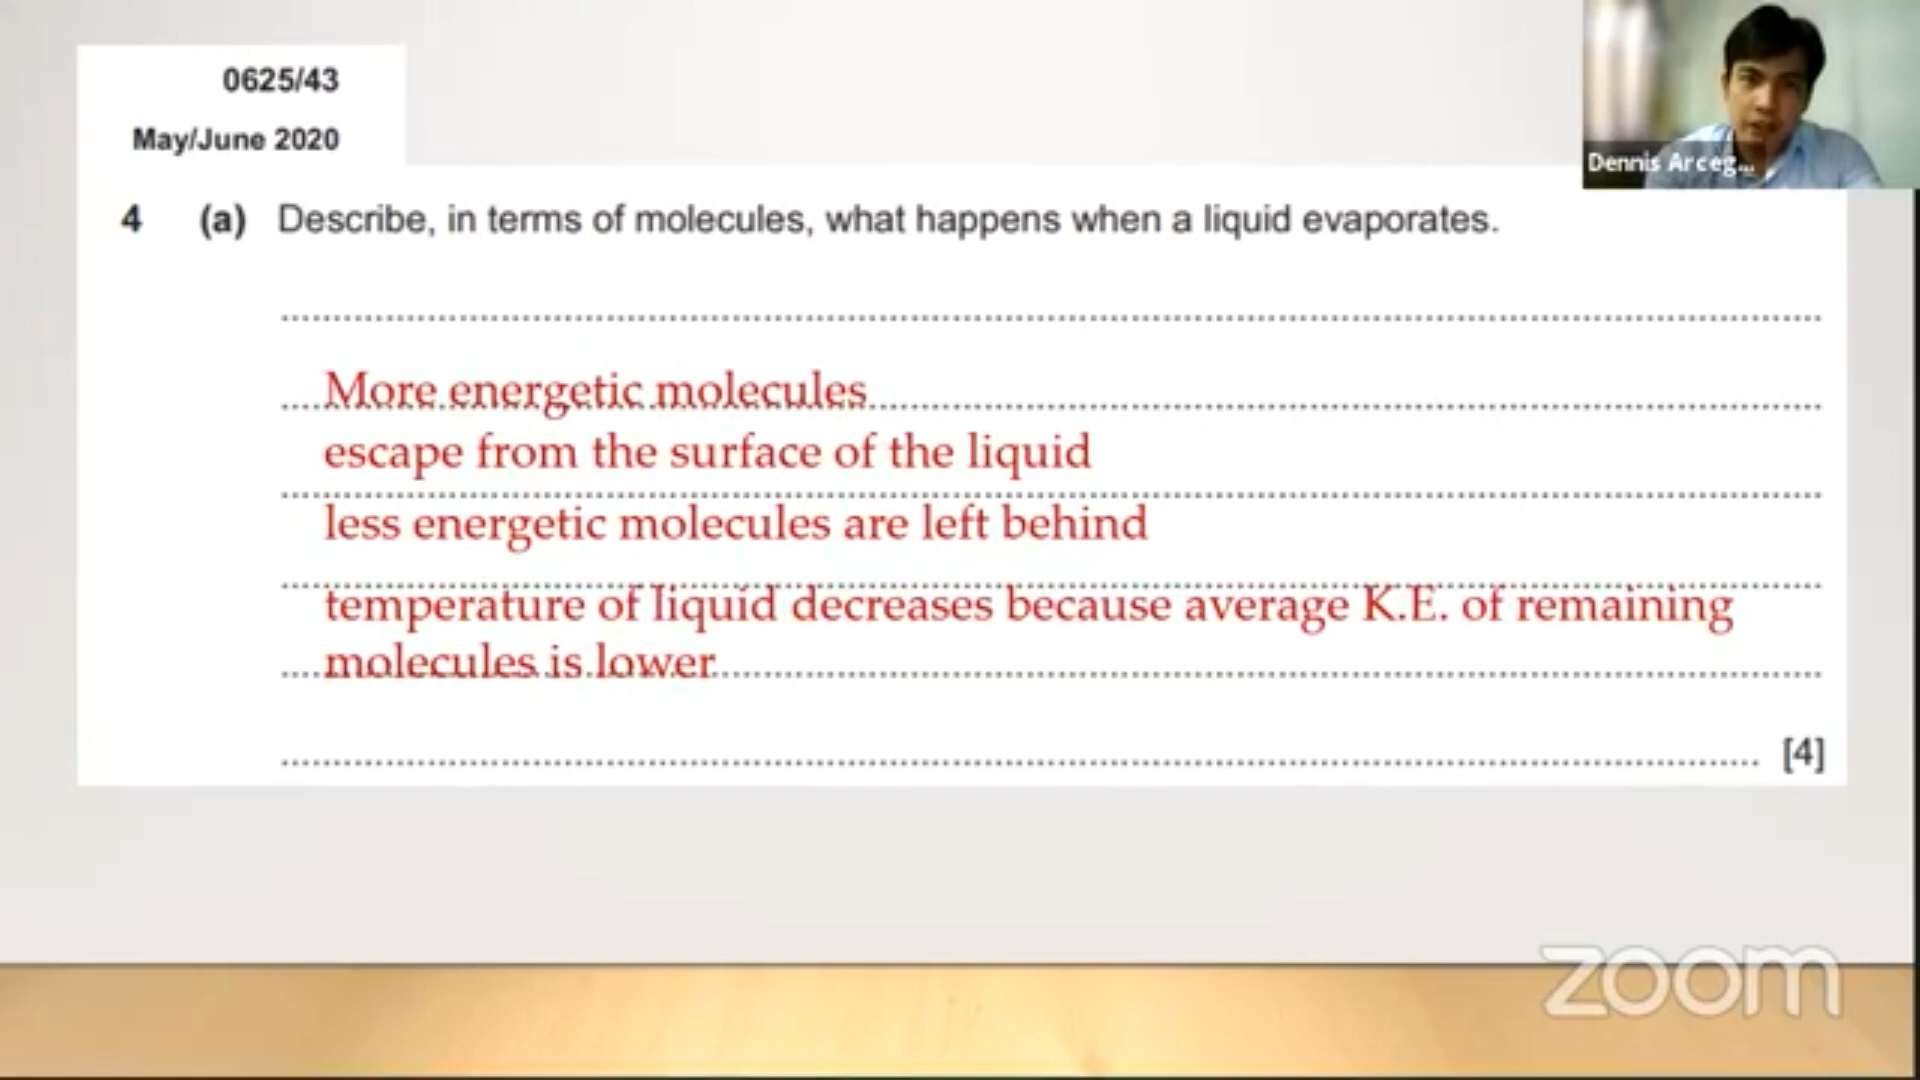 0625/43
May/June 2020
Dennis Arceg...
4 (a) Describe, in terms of molecules, what happens when a liquid evaporates.
More energetic molecules
escape from the surface of the liquid
less energetic molecules are left behind
temperature of liquid decreases because average K.E. of remaining
molecules is lower
[4]
zoom